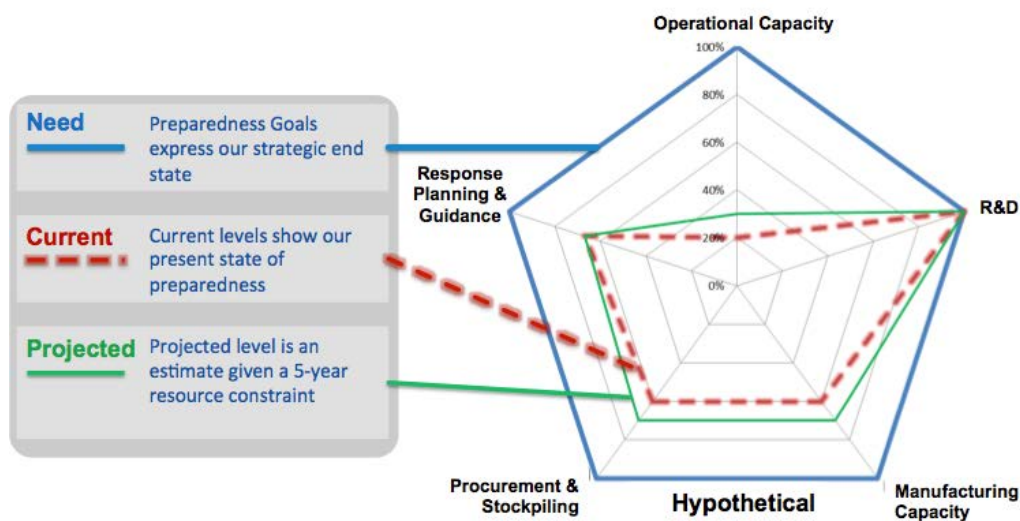 Operational Capacity
100%
80%
60%
40%
20%
0%
Need
Preparedness Goals
express our strategic end
state
Current
Current levels show our
present state of
preparedness
Projected
Projected level is an
estimate given a 5-year
resource constraint
Response
Planning &
Guidance
R&D
Procurement &
Stockpiling
Hypothetical
Manufacturing
Capacity